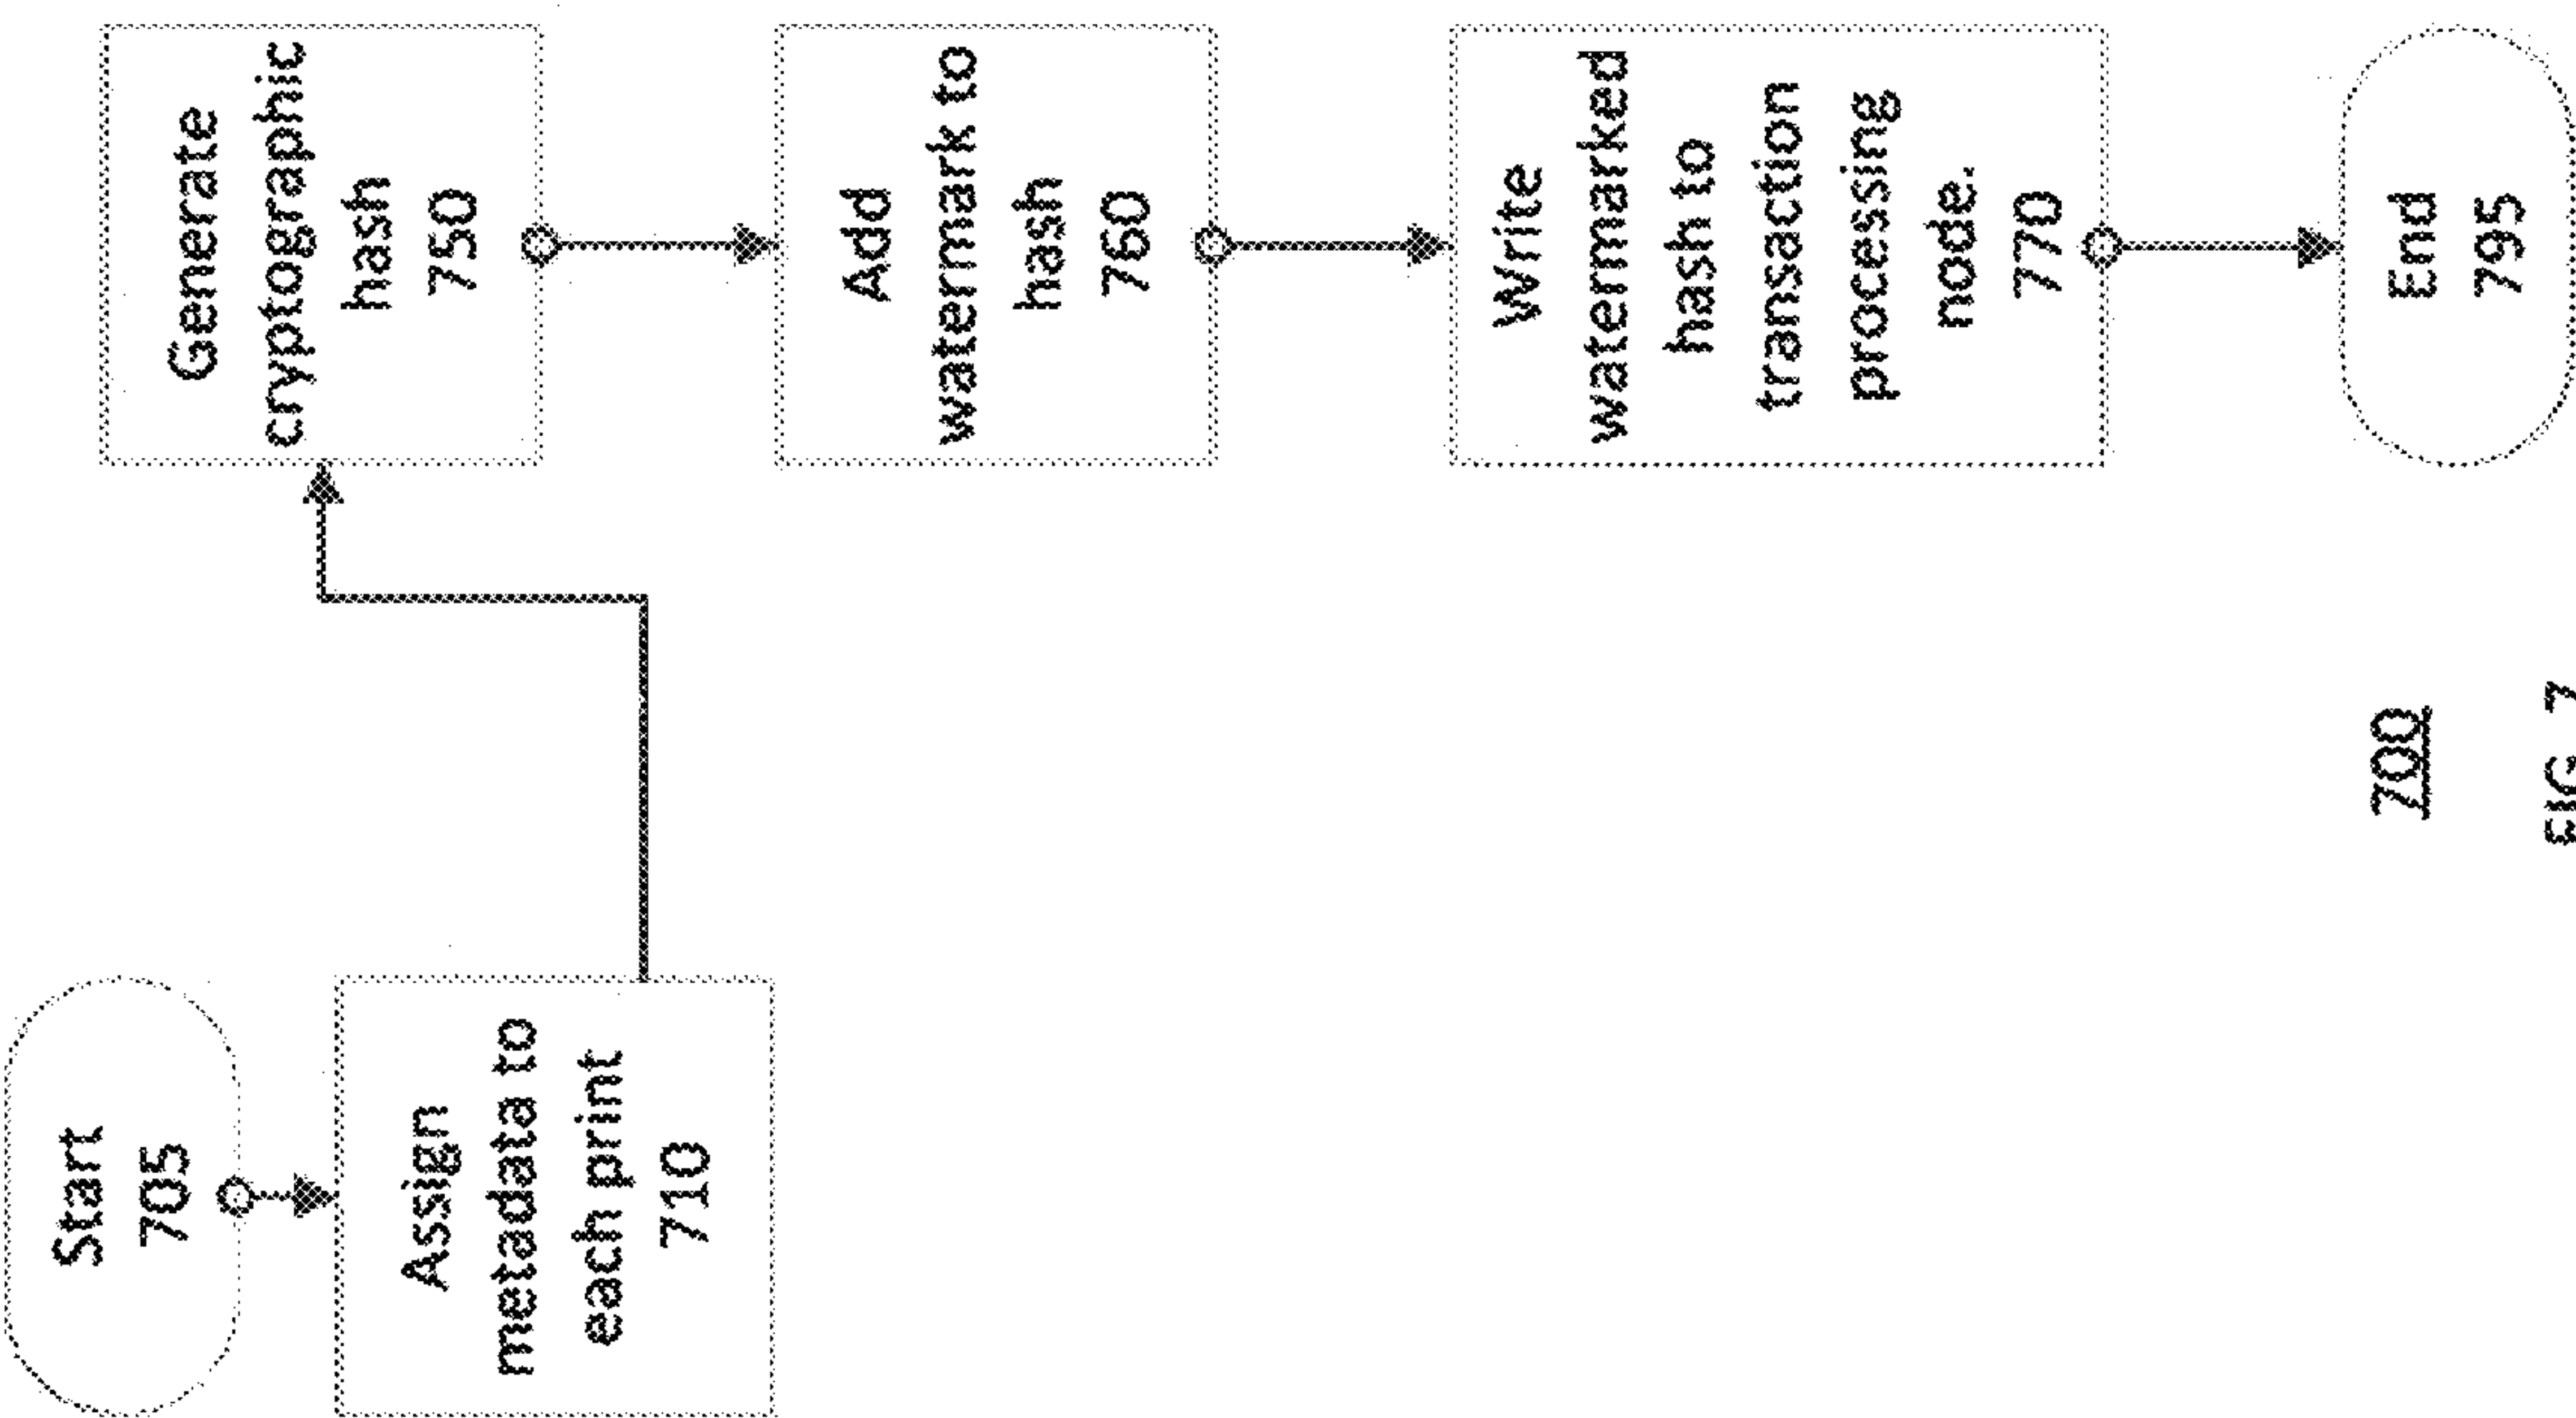 Start
705
Assign
metadata to
each print
710
Generate
cryptographic
hash
750
Add
watermark to
hash
760
Write
watermarked
hash to
transaction
processing
node.
770
End
795
700
FIG. 7